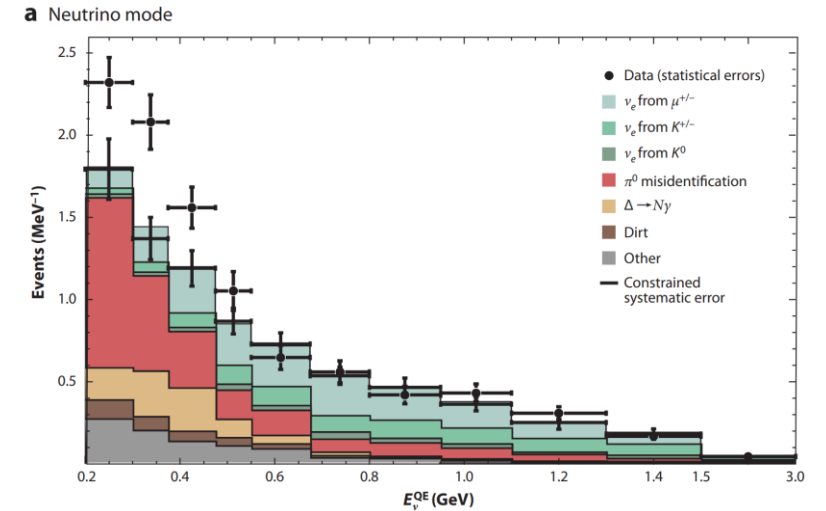 a Neutrino mode
2.5
2.0
1.5
1.0
0.5
Events (MeV⁻¹)
Data (statistical errors)
νₑ from μ⁺/⁻
νₑ from K⁺/⁻
νₑ from K⁰
π⁰ misidentification
Δ → Nγ
Dirt
Other
Constrained
systematic error
0.2 0.4 0.6 0.8 1.0 1.2 1.4 1.5 3.0
E_ν^QE (GeV)